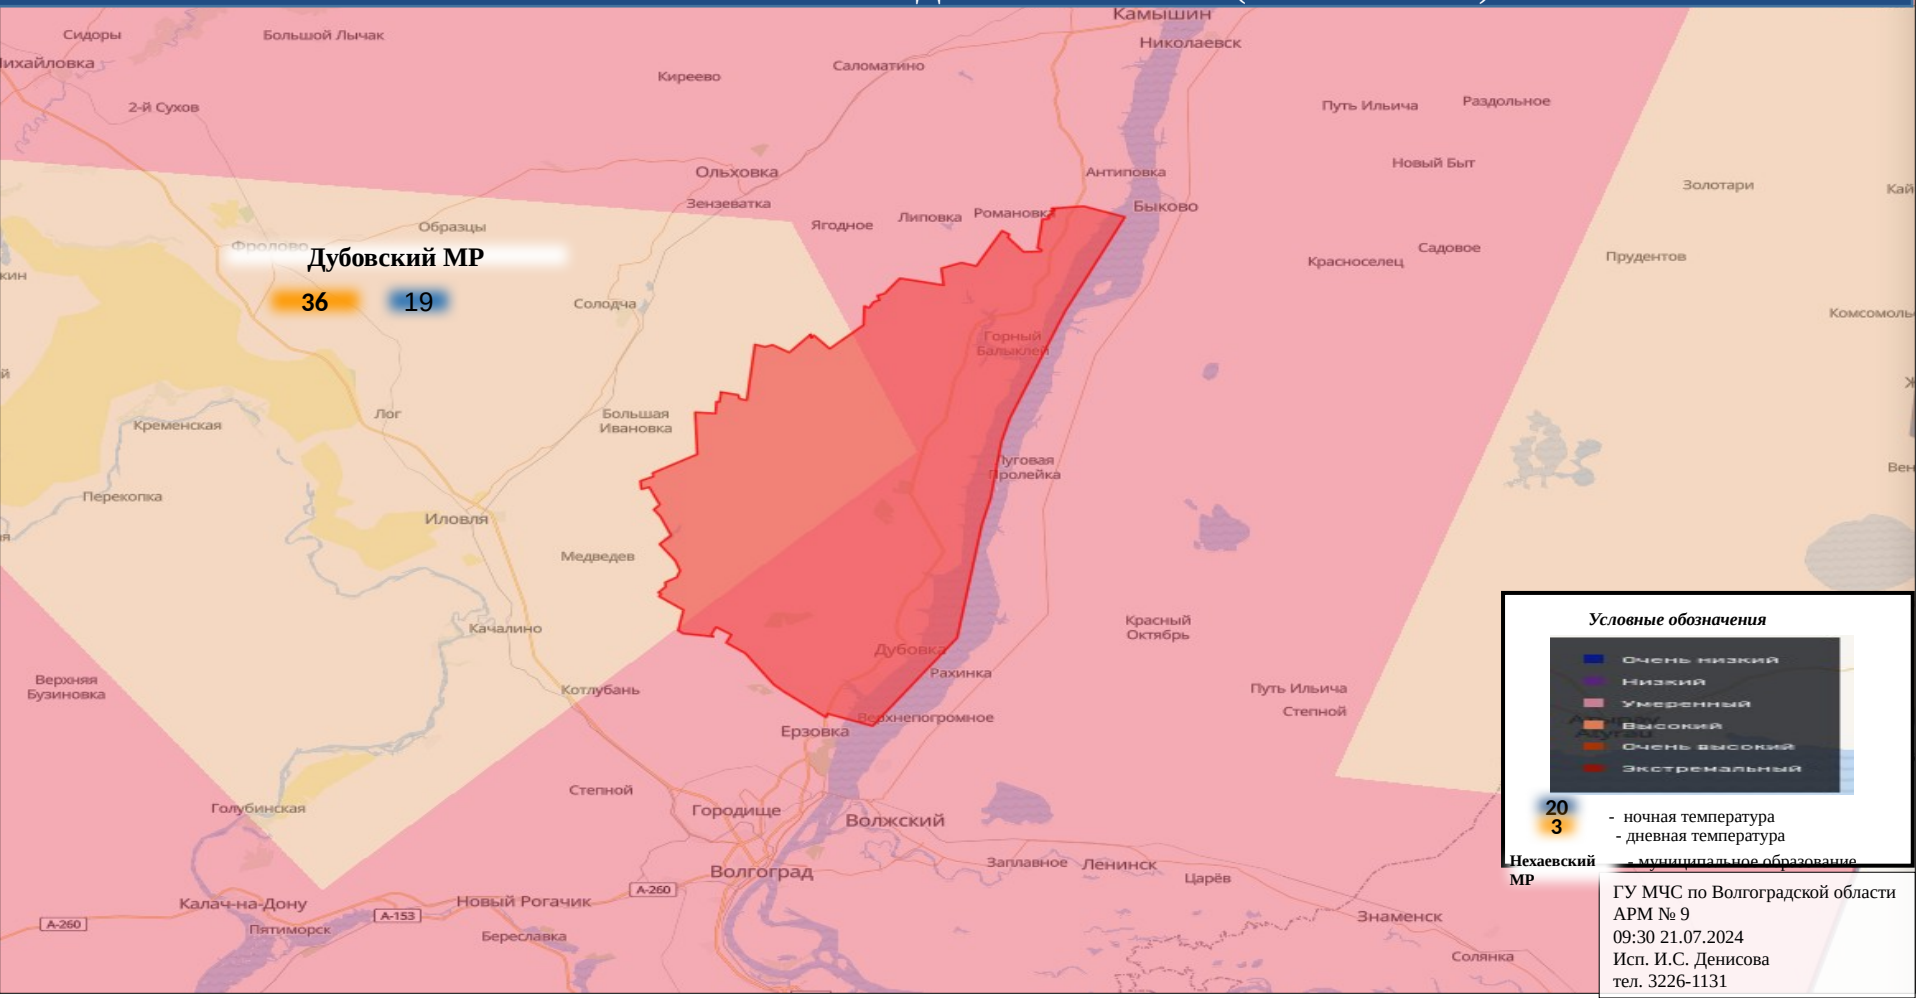 Камышин
Сидоры
Большой Лычак
Николаевск
Саломатино
Киреево
2-й Сухов
Путь Ильича
Раздольное
Новый Быт
Ольховка
Антиповка
Золотари
Зензеватка
Быково
Липовка
Романовка
Ягодное
Образцы
Фролово
Садовое
Прудентов
Дубовский МР
Красноселец
36
19
Солодча
Горный
Балыклей
Лог
Большая
Ивановка
Кременская
Луговая
Пролейка
Перекопка
Иловля
Медведев
Качалино
Красный
Октябрь
Дубовка
Рахинка
Верхняя
Бузиновка
Котлубань
Путь Ильича
Степной
Верхнепогромное
Ерзовка
Степной
Голубинская
Городище
Волжский
Заплавное
Ленинск
Волгоград
Царёв
А-260
Калач-на-Дону
Новый Рогачик
А-153
А-260
Пятиморск
Береславка
Знаменск
Солянка
Условные обозначения
Очень низкий
Низкий
Умеренный
Высокий
Очень высокий
Экстремальный
20
- ночная температура
3
- дневная температура
Нехаевский
МР
- муниципальное образование
ГУ МЧС по Волгоградской области
АРМ № 9
09:30 21.07.2024
Исп. И.С. Денисова
тел. 3226-1131